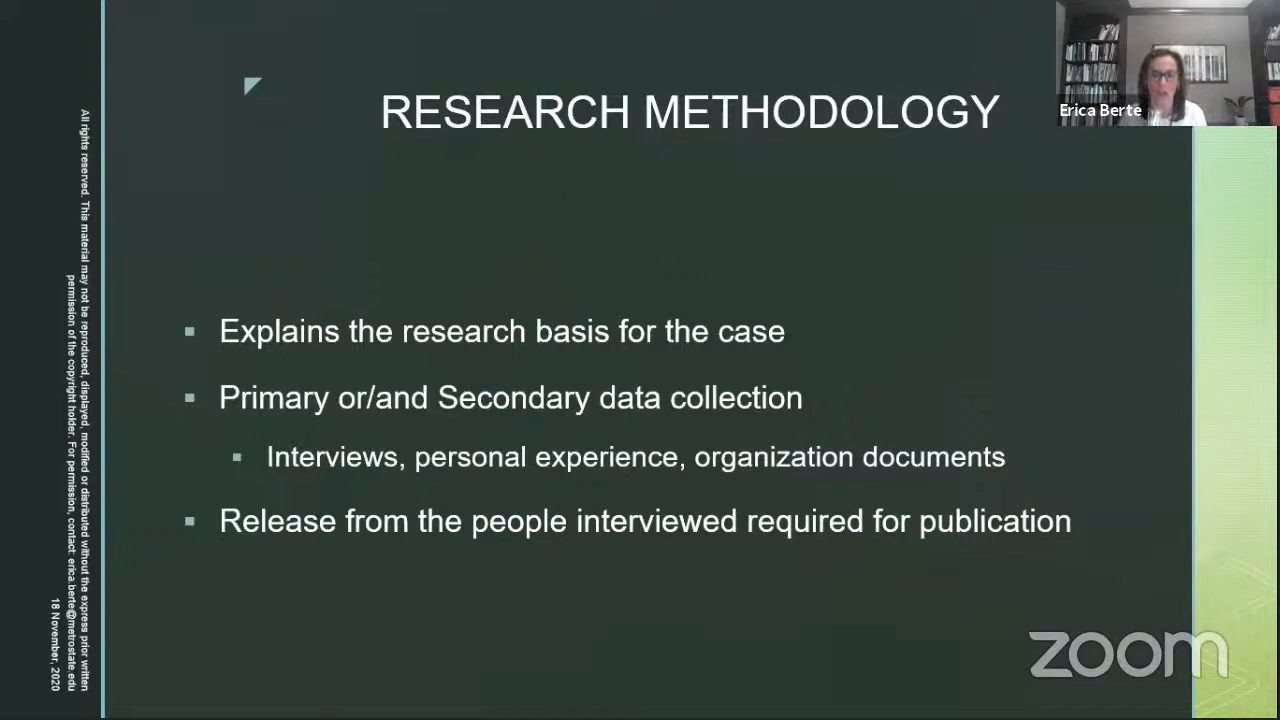 RESEARCH METHODOLOGY
Erica Berte
Explains the research basis for the case
Primary or/and Secondary data collection
Interviews, personal experience, organization documents
Release from the people interviewed required for publication
All rights reserved. This material may not be reproduced, displayed, modified or distributed without the express prior written
permission of the copyright holder. For permission, contact: erica.berte@metrostate.edu
18 November, 2020
zoom